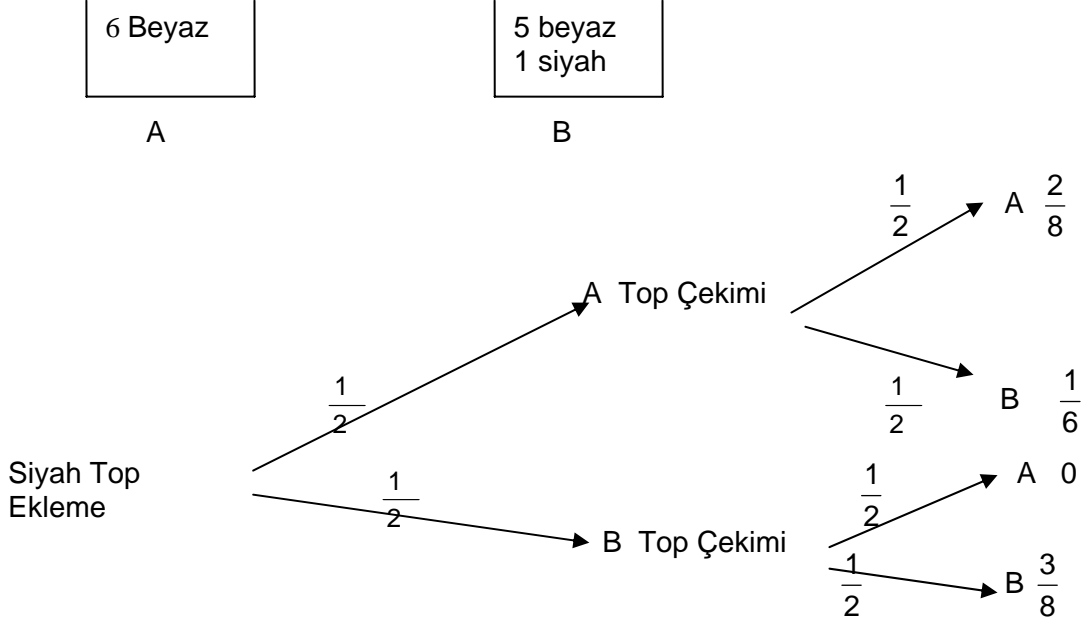 6 Beyaz
5 beyaz
1 siyah
A
B
1/2
A 2/8
A Top Çekimi
1/2
1/2
B 1/6
Siyah Top
Ekleme
1/2
1/2
A 0
B Top Çekimi
1/2
B 3/8